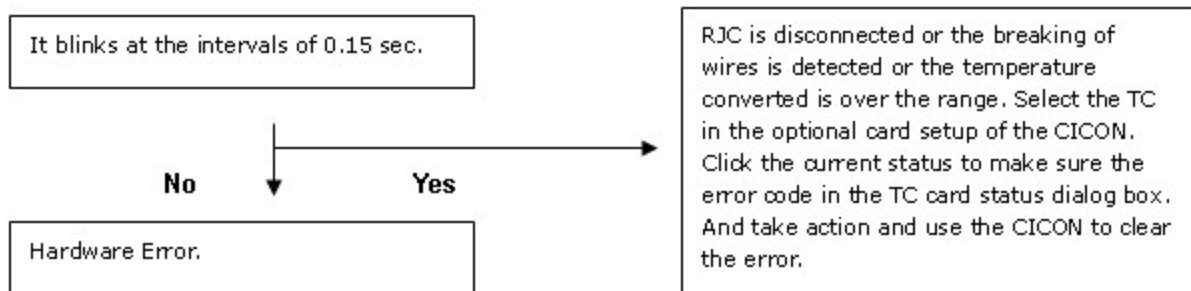 It blinks at the intervals of 0.15 sec.
No
Yes
RJC is disconnected or the breaking of
wires is detected or the temperature
converted is over the range. Select the TC
in the optional card setup of the CICON.
Click the current status to make sure the
error code in the TC card status dialog box.
And take action and use the CICON to clear
the error.
Hardware Error.